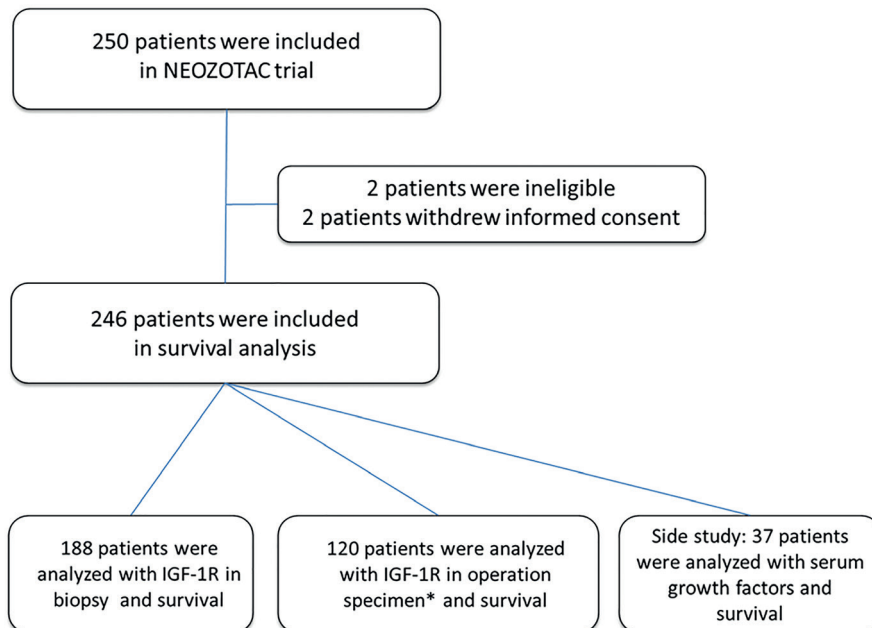 250 patients were included
in NEOZOTAC trial
2 patients were ineligible
2 patients withdrew informed consent
246 patients were included
in survival analysis
188 patients were
analyzed with IGF-1R in
biopsy and survival
120 patients were analyzed
with IGF-1R in operation
specimen* and survival
Side study: 37 patients
were analyzed with serum
growth factors and
survival